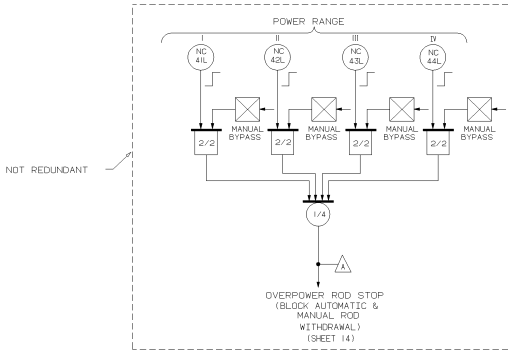 POWER RANGE
I II III IV
NC 41L
NC 42L
NC 43L
NC 44L
MANUAL BYPASS
MANUAL BYPASS
MANUAL BYPASS
MANUAL BYPASS
2/2 2/2 2/2 2/2
NOT REDUNDANT
1/4
A
OVERPOWER ROD STOP
(BLOCK AUTOMATIC &
MANUAL ROD
WITHDRAWAL)
(SHEET 14)